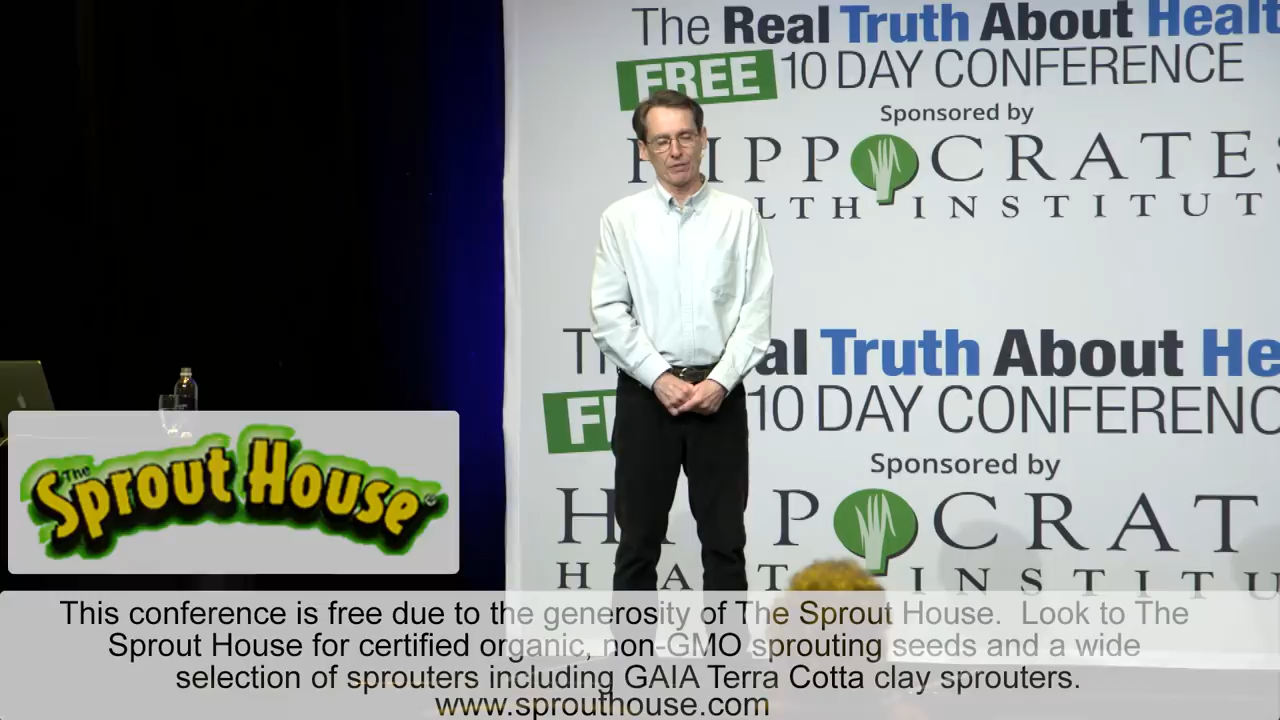 The Real Truth About Healt
FREE 10 DAY CONFERENCE
Sponsored by
HIPPOCRATES
LTH INSTITUT
Th al Truth About He
F 10 DAY CONFERENC
Sponsored by
H P CRAT
H A T INSTITU
The
Sprout House
This conference is free due to the generosity of The Sprout House. Look to The
Sprout House for certified organic, non-GMO sprouting seeds and a wide
selection of sprouters including GAIA Terra Cotta clay sprouters.
www.sprouthouse.com